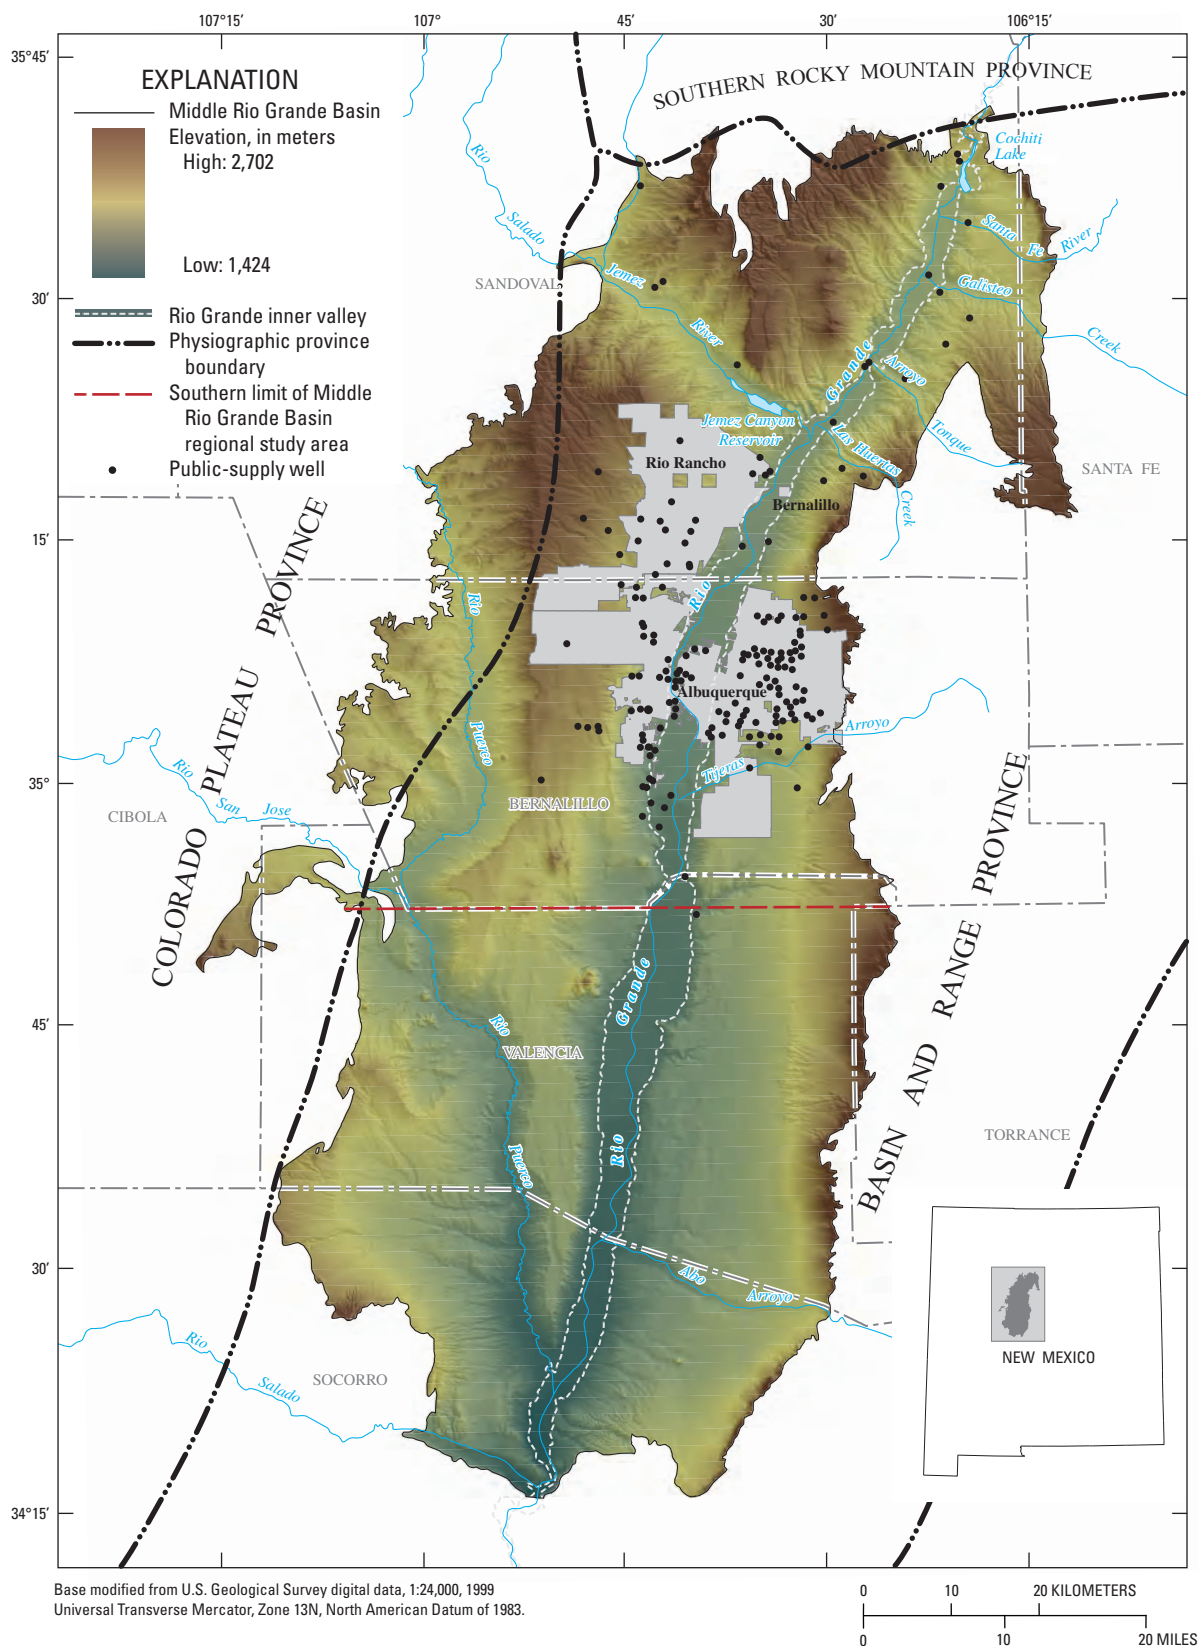 107°15′
107°
45′
30′
106°15′
35°45′
30′
15′
35°
45′
30′
34°15′
EXPLANATION
Middle Rio Grande Basin
Elevation, in meters
High: 2,702
Low: 1,424
Rio Grande inner valley
Physiographic province
boundary
Southern limit of Middle
Rio Grande Basin
regional study area
Public-supply well
SOUTHERN ROCKY MOUNTAIN PROVINCE
Cochiti
Lake
Rio
Salado
Santa Fe River
SANDOVAL
Jemez
River
Galisteo
Creek
Grande
Arroyo
Tonque
Jemez Canyon
Reservoir
Las Huertas
Creek
Rio Rancho
Bernalillo
SANTA FE
COLORADO PLATEAU PROVINCE
Rio
Puerco
Rio
Albuquerque
Arroyo
Tijeras
Rio
San Jose
CIBOLA
BERNALILLO
BASIN AND RANGE PROVINCE
Grande
Rio
VALENCIA
Puerco
Rio
TORRANCE
Abo
Arroyo
Rio
Salado
SOCORRO
NEW MEXICO
Base modified from U.S. Geological Survey digital data, 1:24,000, 1999
Universal Transverse Mercator, Zone 13N, North American Datum of 1983.
0 10 20 KILOMETERS
0 10 20 MILES